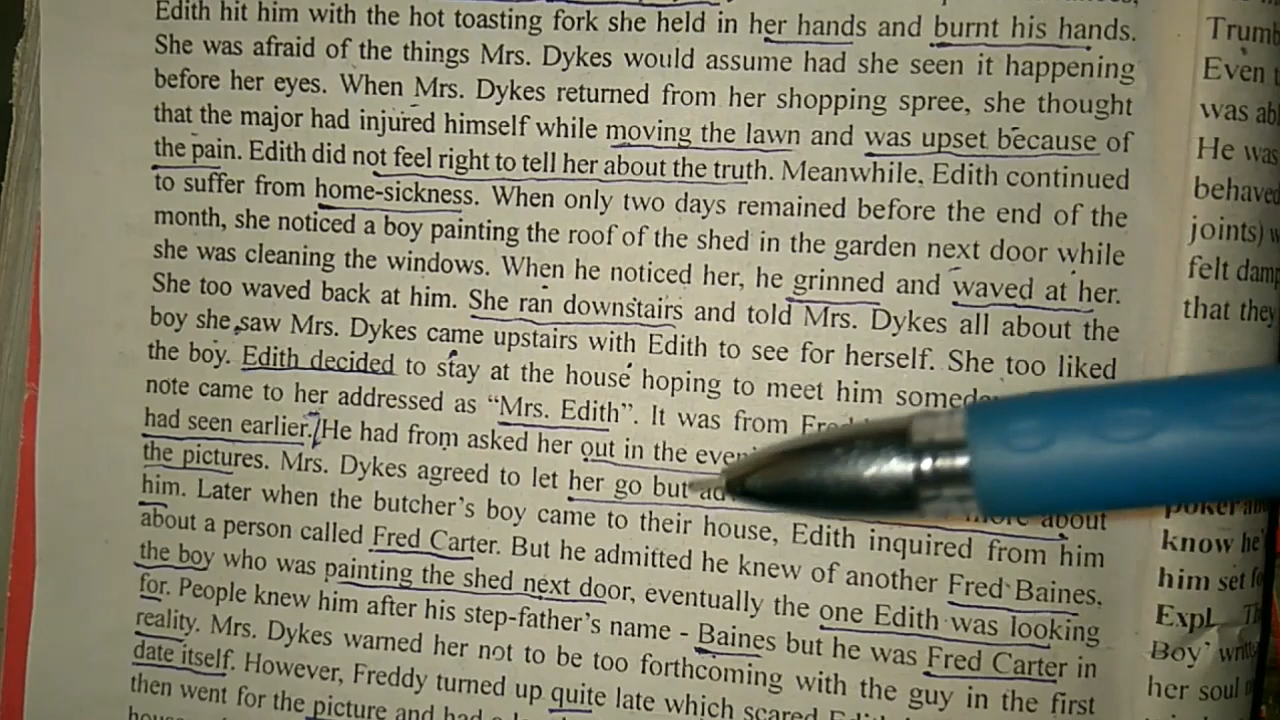 Edith hit him with the hot toasting fork she held in her hands and burnt his hands.
She was afraid of the things Mrs. Dykes would assume had she seen it happening
before her eyes. When Mrs. Dykes returned from her shopping spree, she thought
that the major had injured himself while moving the lawn and was upset because of
the pain. Edith did not feel right to tell her about the truth. Meanwhile, Edith continued
to suffer from home-sickness. When only two days remained before the end of the
month, she noticed a boy painting the roof of the shed in the garden next door while
she was cleaning the windows. When he noticed her, he grinned and waved at her.
She too waved back at him. She ran downstairs and told Mrs. Dykes all about the
boy she saw Mrs. Dykes came upstairs with Edith to see for herself. She too liked
the boy. Edith decided to stay at the house hoping to meet him
note came to her addressed as “Mrs. Edith”. It was from
had seen earlier. He had from asked her out in the
the pictures. Mrs. Dykes agreed to let her go but about
him. Later when the butcher's boy came to their house, Edith inquired from him
about a person called Fred Carter. But he admitted he knew of another Fred Baines,
the boy who was painting the shed next door, eventually the one Edith was looking
for. People knew him after his step-father's name - Baines but he was Fred Carter in
reality. Mrs. Dykes warned her not to be too forthcoming with the guy in the first
date itself. However, Freddy turned up quite late which scared
then went for the picture and had
Even
was
He was
joints)
felt
that they
know he
him set
Expl
Boy'
her soul